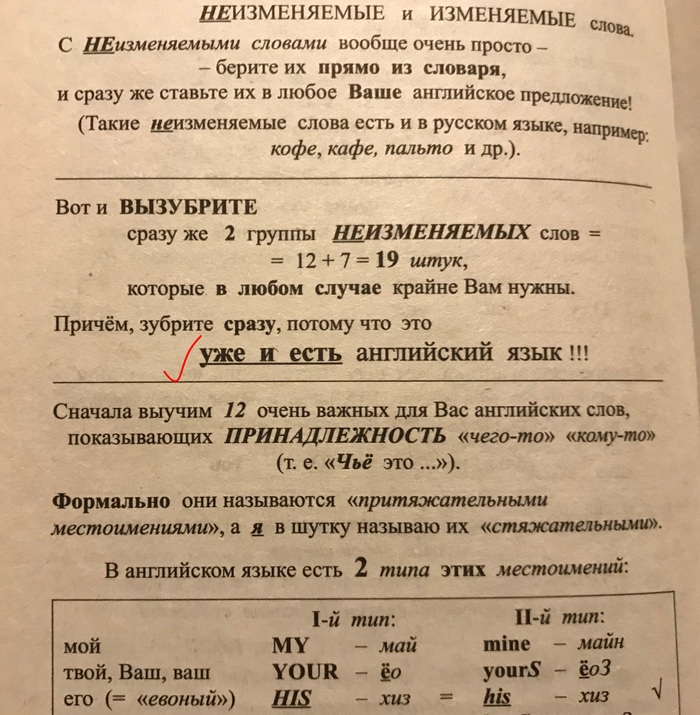 НЕИЗМЕНЯЕМЫЕ и ИЗМЕНЯЕМЫЕ слова.
С НЕизменяемыми словами вообще очень просто –
– берите их прямо из словаря,
и сразу же ставьте их в любое Ваше английское предложение!
(Такие неизменяемые слова есть и в русском языке, например:
кофе, кафе, пальто и др.).
Вот и ВЫЗУБРИТЕ
сразу же 2 группы НЕИЗМЕНЯЕМЫХ слов =
= 12 + 7 = 19 штук,
которые в любом случае крайне Вам нужны.
Причём, зубрите сразу, потому что это
уже и есть английский язык !!!
Сначала выучим 12 очень важных для Вас английских слов,
показывающих ПРИНАДЛЕЖНОСТЬ «чего-то» «кому-то»
(т. е. «Чьё это ...»).
Формально они называются «притяжательными
местоимениями», а я в шутку называю их «стяжательными».
В английском языке есть 2 типа этих местоимений:
I-й тип: II-й тип:
мой MY – май mine – майн
твой, Ваш, ваш YOUR – ёо yourS – ёоЗ
его (= «евоный») HIS – хиз = his – хиз